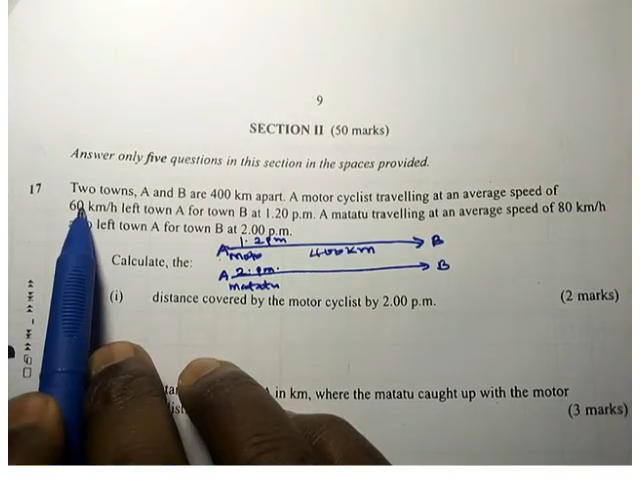 9
SECTION II (50 marks)
Answer only five questions in this section in the spaces provided.
17 Two towns, A and B are 400 km apart. A motor cyclist travelling at an average speed of
60 km/h left town A for town B at 1.20 p.m. A matatu travelling at an average speed of 80 km/h
left town A for town B at 2.00 p.m.
1.20pm
A B
moto 400km
Calculate, the:
A 2. pm. B
matatu
(i) distance covered by the motor cyclist by 2.00 p.m. (2 marks)
in km, where the matatu caught up with the motor
(3 marks)